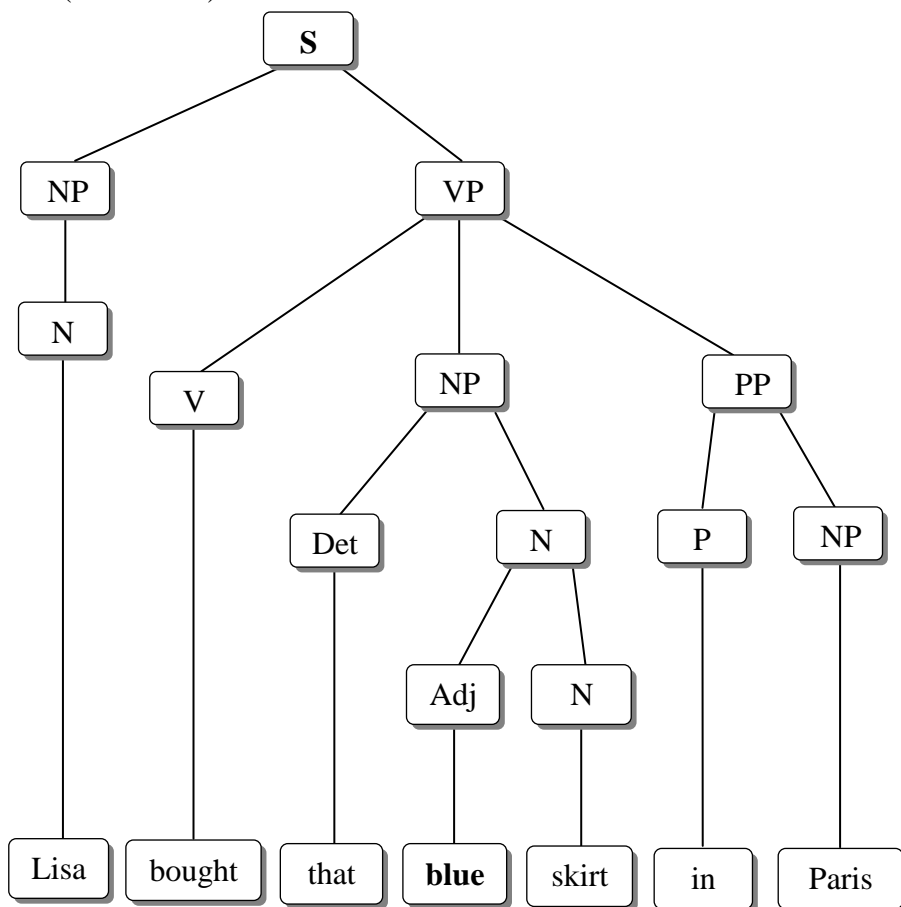 S
NP VP
N
V NP PP
Det N P NP
Adj N
Lisa bought that blue skirt in Paris